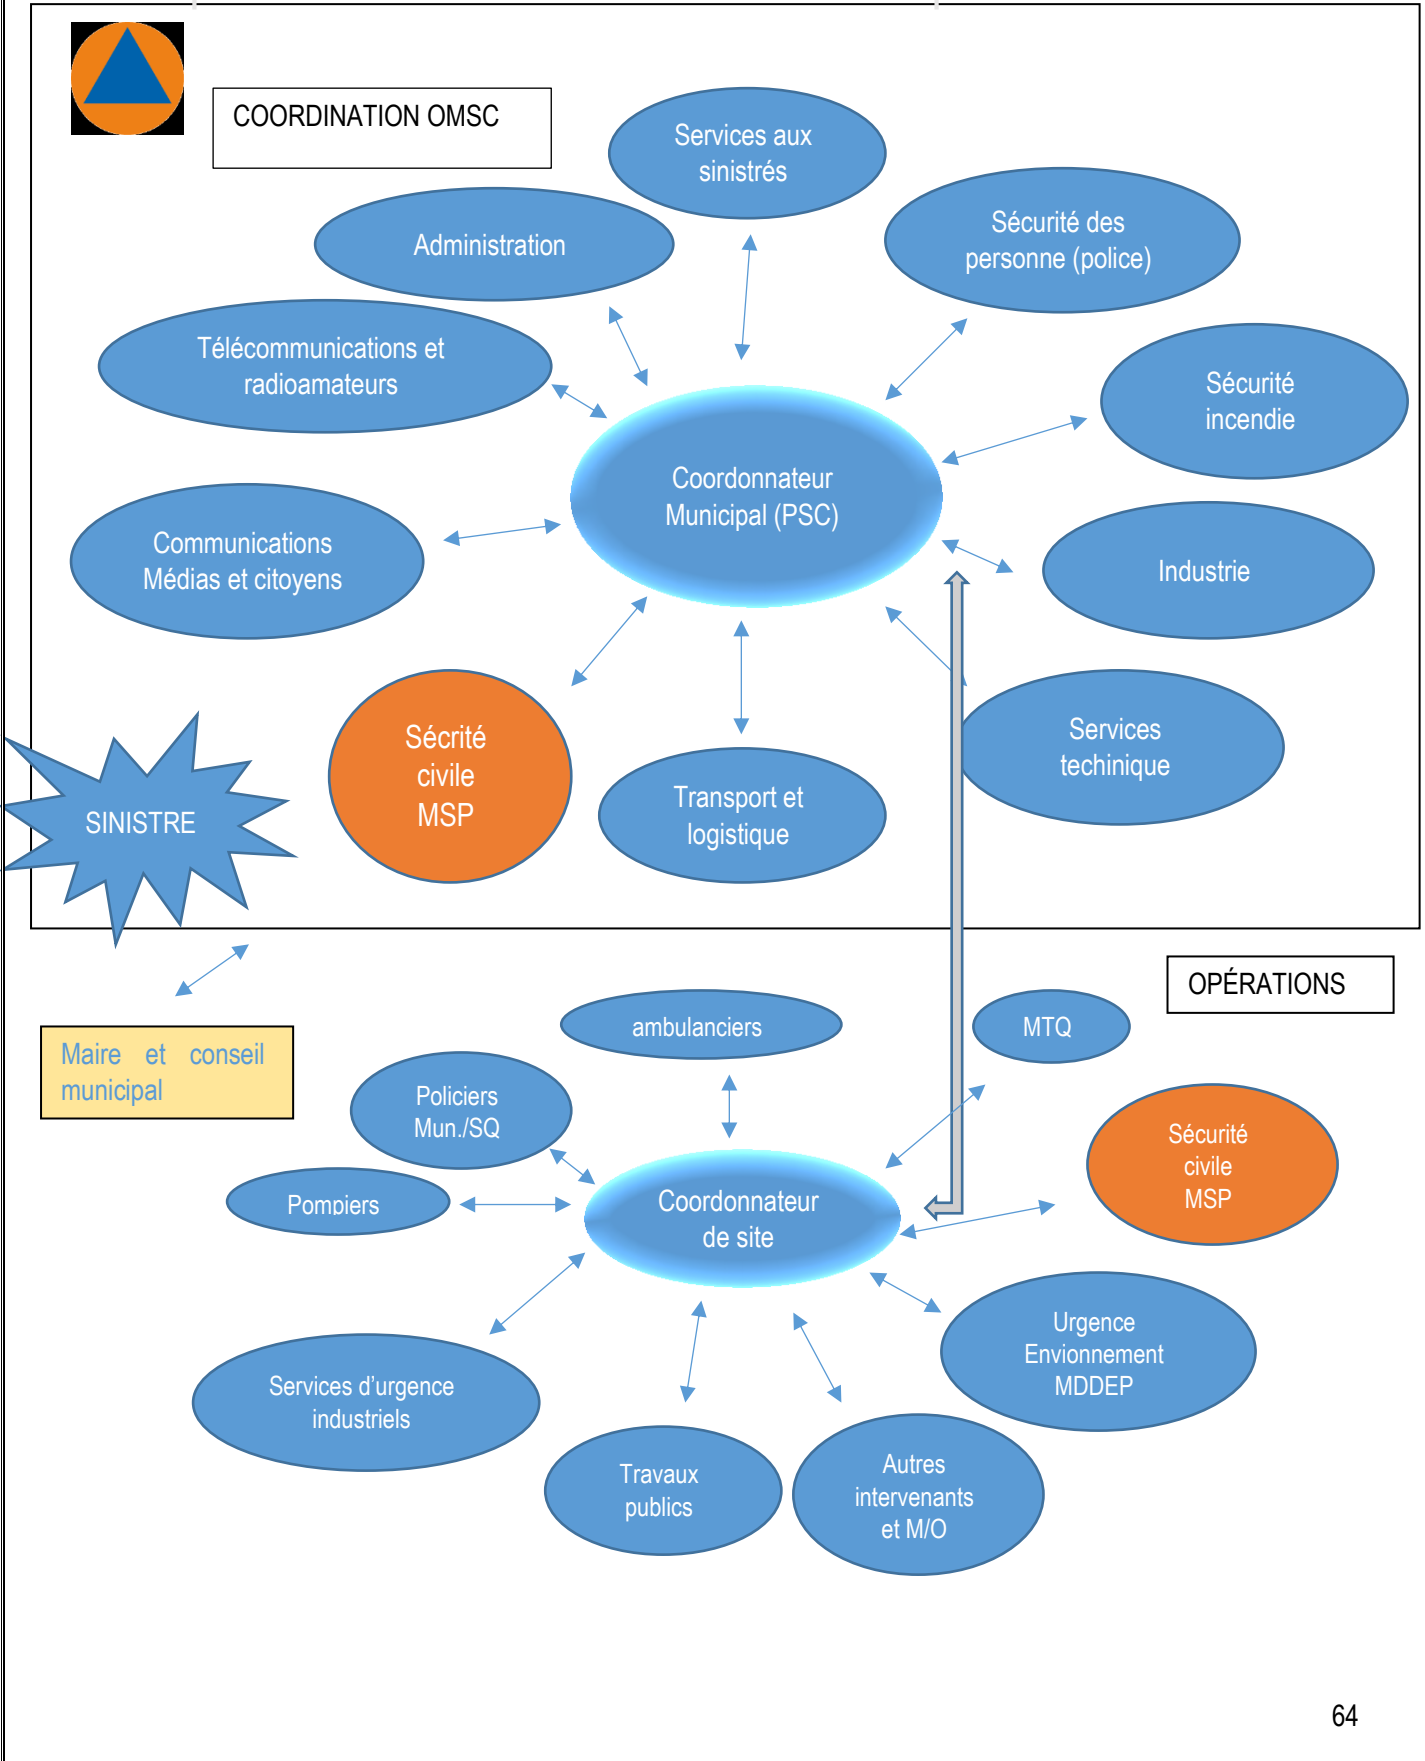 COORDINATION OMSC
Services aux
sinistrés
Sécurité des
personne (police)
Administration
Télécommunications et
radioamateurs
Sécurité
incendie
Coordonnateur
Municipal (PSC)
Communications
Médias et citoyens
Industrie
Sécrité
civile
MSP
Services
techinique
Transport et
logistique
SINISTRE
OPÉRATIONS
Maire et conseil
municipal
ambulanciers
MTQ
Policiers
Mun./SQ
Sécurité
civile
MSP
Pompiers
Coordonnateur
de site
Urgence
Envionnement
MDDEP
Services d'urgence
industriels
Travaux
publics
Autres
intervenants
et M/O
64